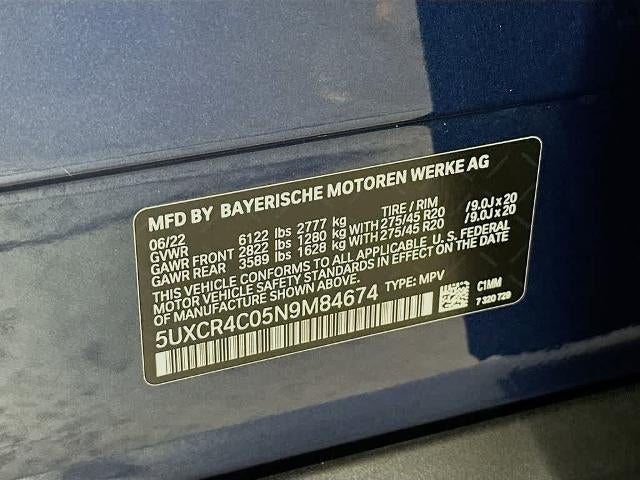 MFD BY BAYERISCHE MOTOREN WERKE AG
06/22 TIRE / RIM
GVWR 6122 lbs 2777 kg
GAWR FRONT 2822 lbs 1280 kg WITH 275/45 R20 / 9.0J x 20
GAWR REAR 3589 lbs 1628 kg WITH 275/45 R20 / 9.0J x 20
THIS VEHICLE CONFORMS TO ALL APPLICABLE U.S. FEDERAL
MOTOR VEHICLE SAFETY STANDARDS IN EFFECT ON THE DATE
OF MANUFACTURE SHOWN ABOVE.
5UXCR4C05N9M84674 TYPE: MPV
C1MM
7 320 729